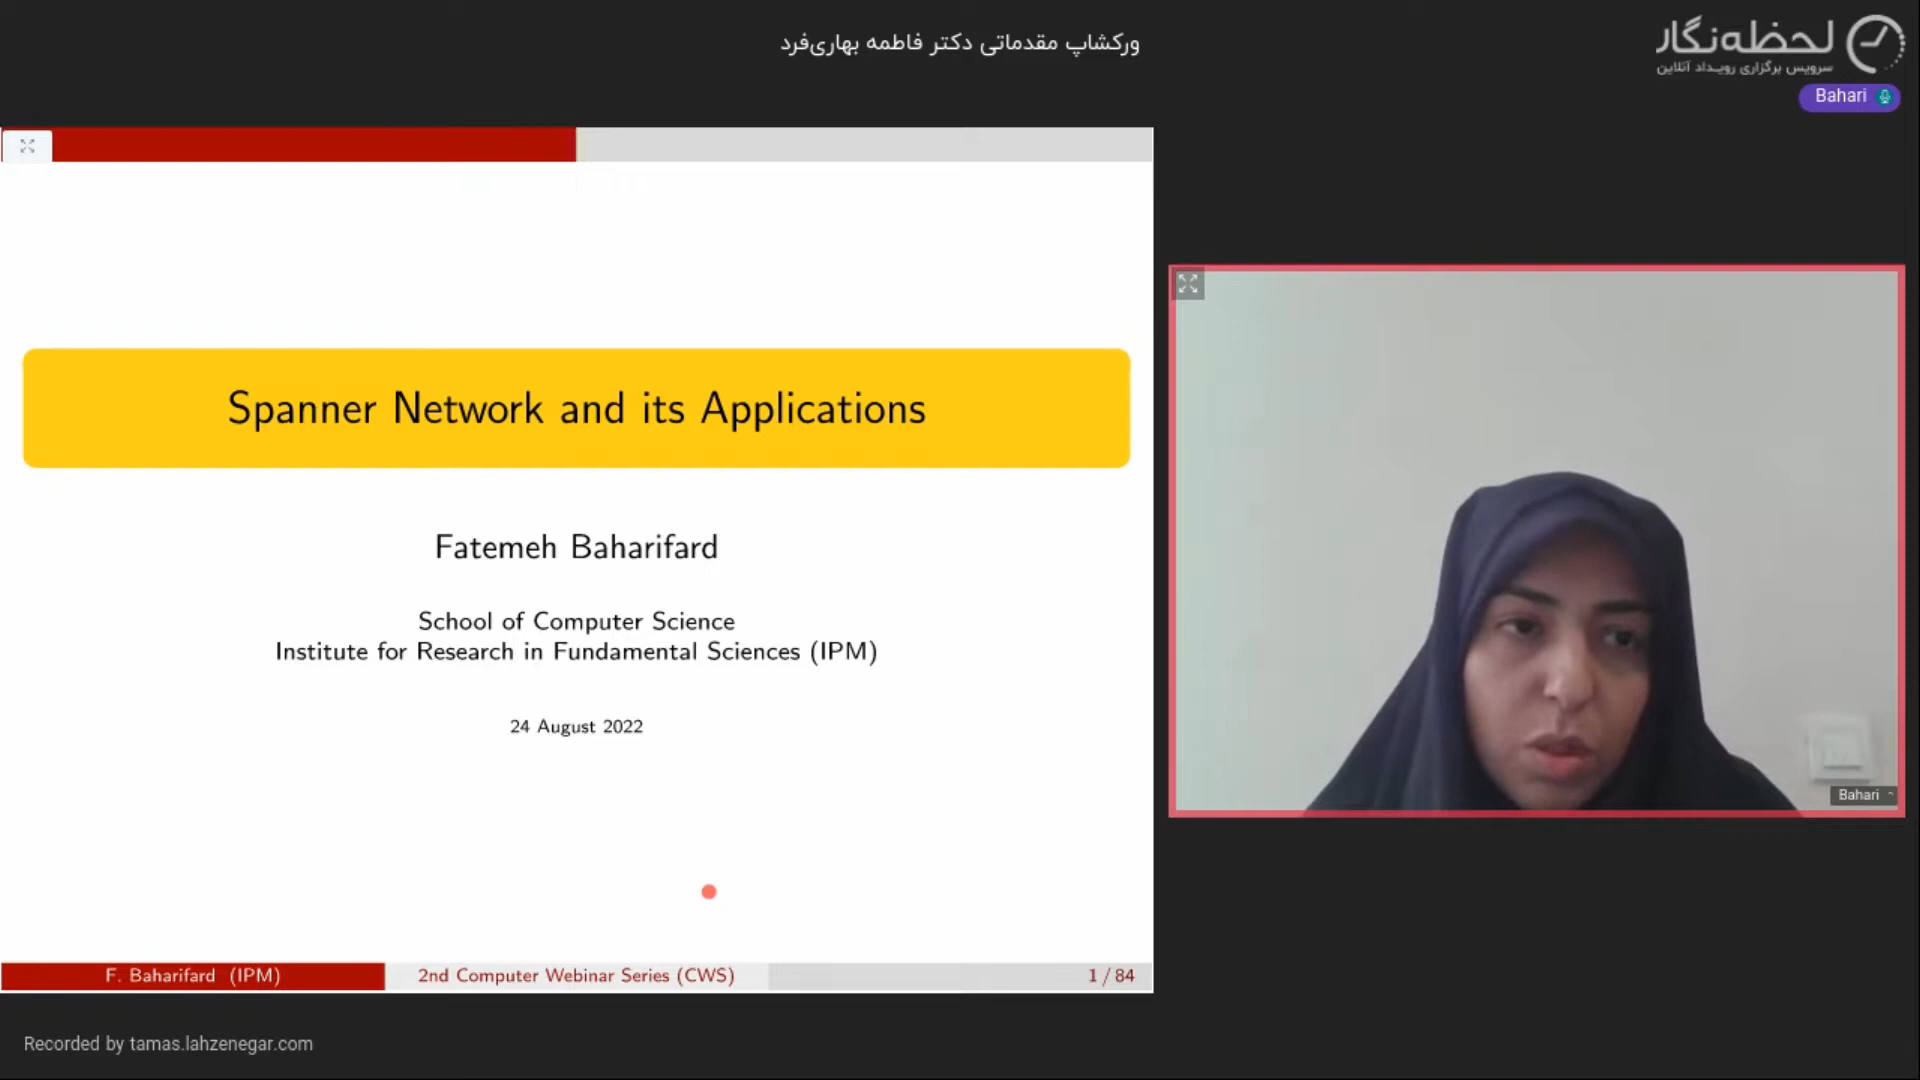 ورکشاپ مقدماتی دکتر فاطمه بهاری‌فرد
لحظه‌نگار
سرویس برگزاری رویداد آنلاین
Bahari
Spanner Network and its Applications
Fatemeh Baharifard
School of Computer Science
Institute for Research in Fundamental Sciences (IPM)
24 August 2022
F. Baharifard (IPM)
2nd Computer Webinar Series (CWS)
1 / 84
Bahari
Recorded by tamas.lahzenegar.com